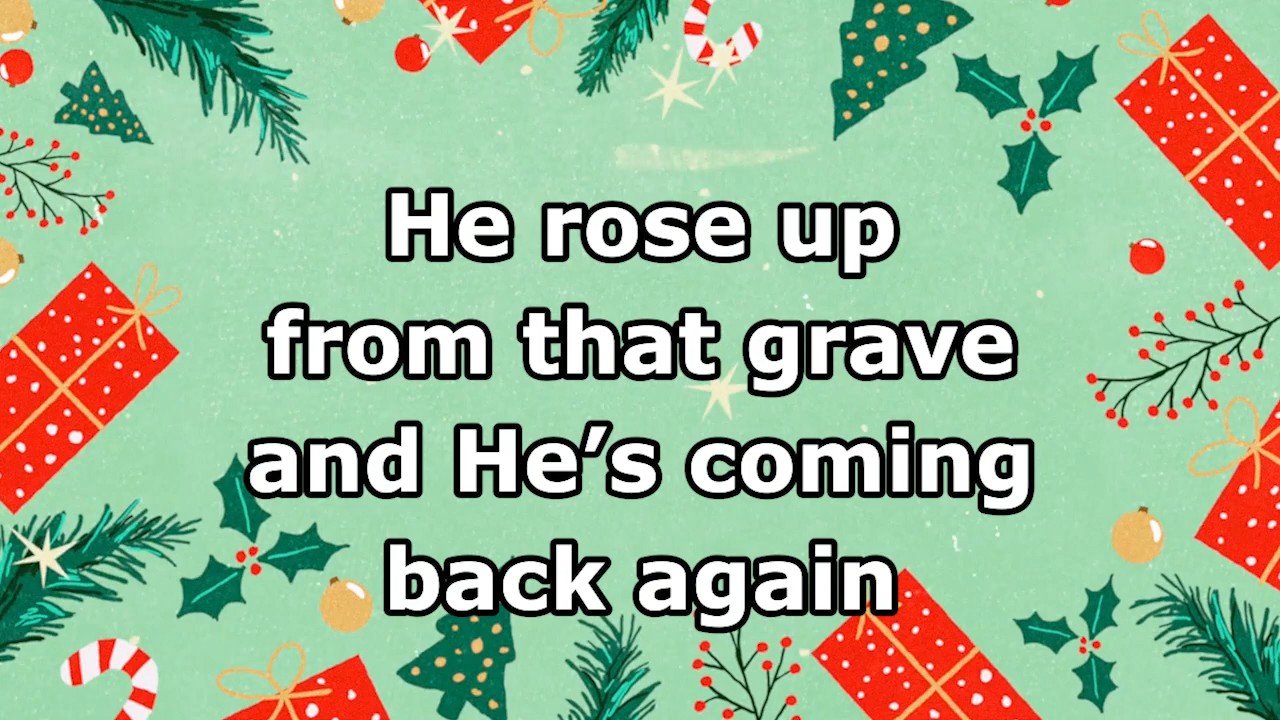 He rose up
from that grave
and He’s coming
back again